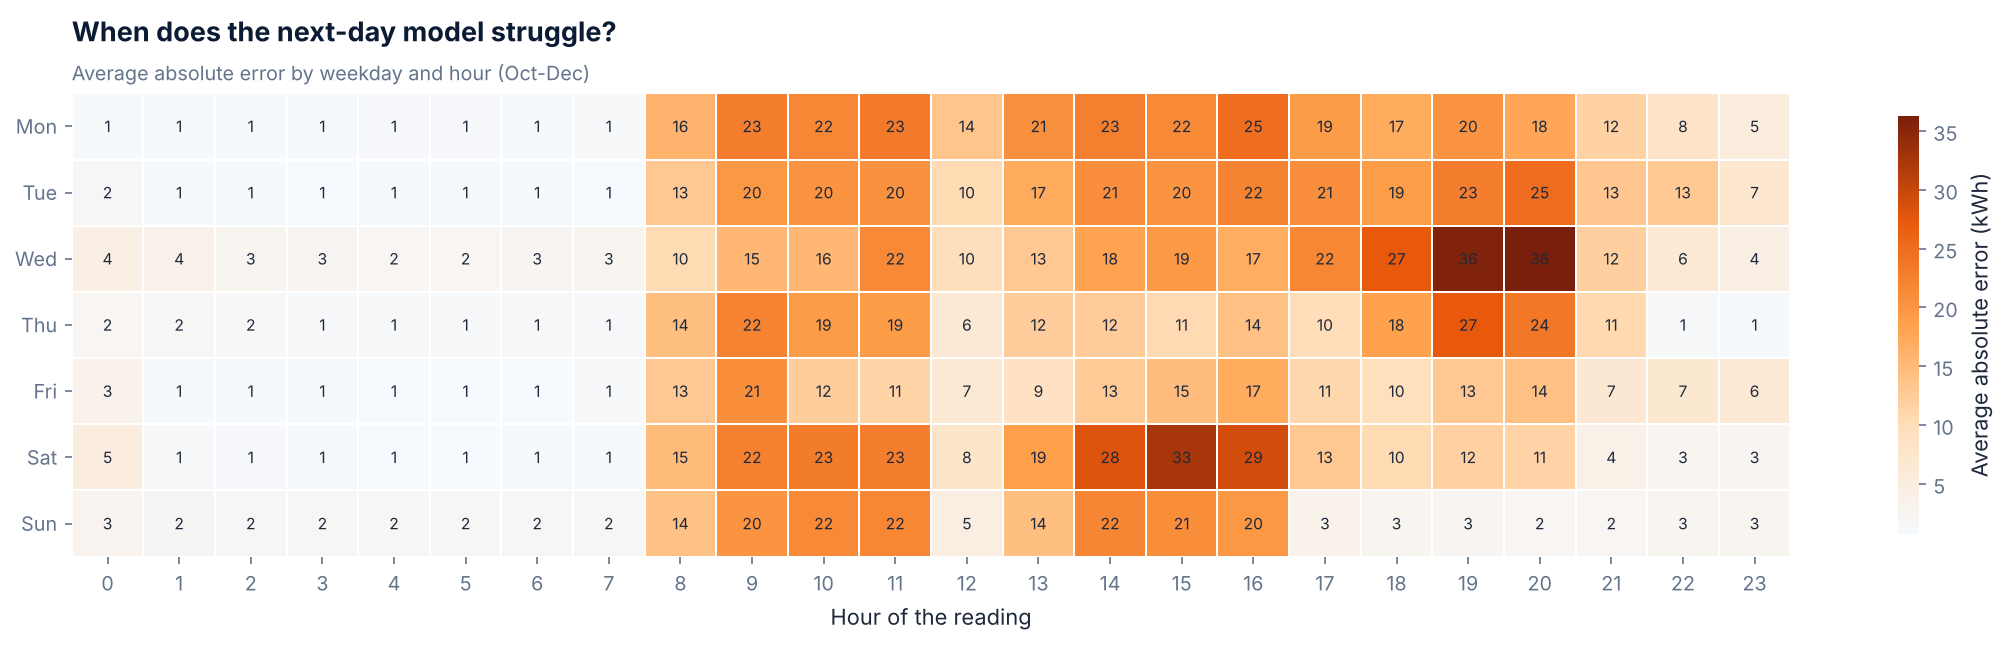 When does the next-day model struggle?
Average absolute error by weekday and hour (Oct-Dec)
Mon 1 1 1 1 1 1 1 1 16 23 22 23 14 21 23 22 25 19 17 20 18 12 8 5
Tue 2 1 1 1 1 1 1 1 13 20 20 20 10 17 21 20 22 21 19 23 25 13 13 7
Wed 4 4 3 3 2 2 3 3 10 15 16 22 10 13 18 19 17 22 27 36 36 12 6 4
Thu 2 2 2 1 1 1 1 1 14 22 19 19 6 12 12 11 14 10 18 27 24 11 1 1
Fri 3 1 1 1 1 1 1 1 13 21 12 11 7 9 13 15 17 11 10 13 14 7 7 6
Sat 5 1 1 1 1 1 1 1 15 22 23 23 8 19 28 33 29 13 10 12 11 4 3 3
Sun 3 2 2 2 2 2 2 2 14 20 22 22 5 14 22 21 20 3 3 3 2 2 3 3
0 1 2 3 4 5 6 7 8 9 10 11 12 13 14 15 16 17 18 19 20 21 22 23
Hour of the reading
35
30
25
20
15
10
5
Average absolute error (kWh)